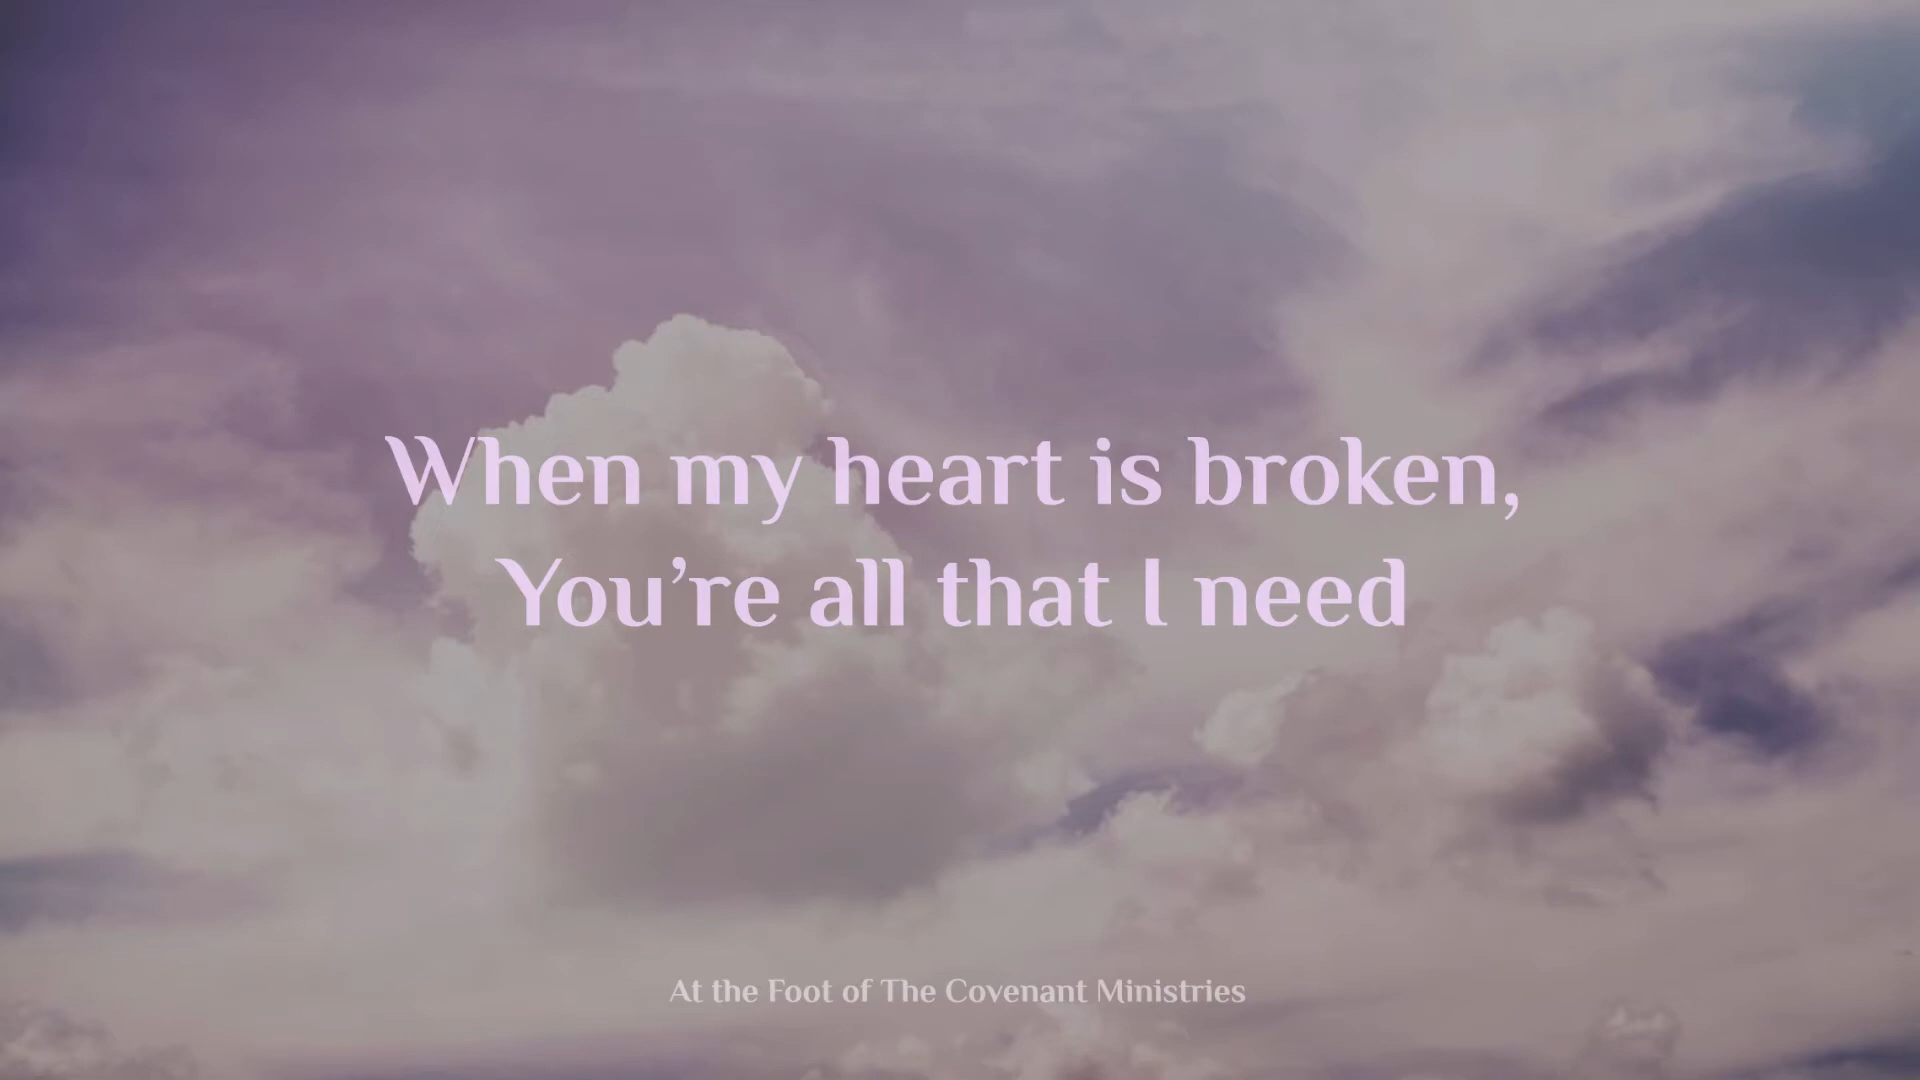 When my heart is broken,
You’re all that I need
At the Foot of The Covenant Ministries